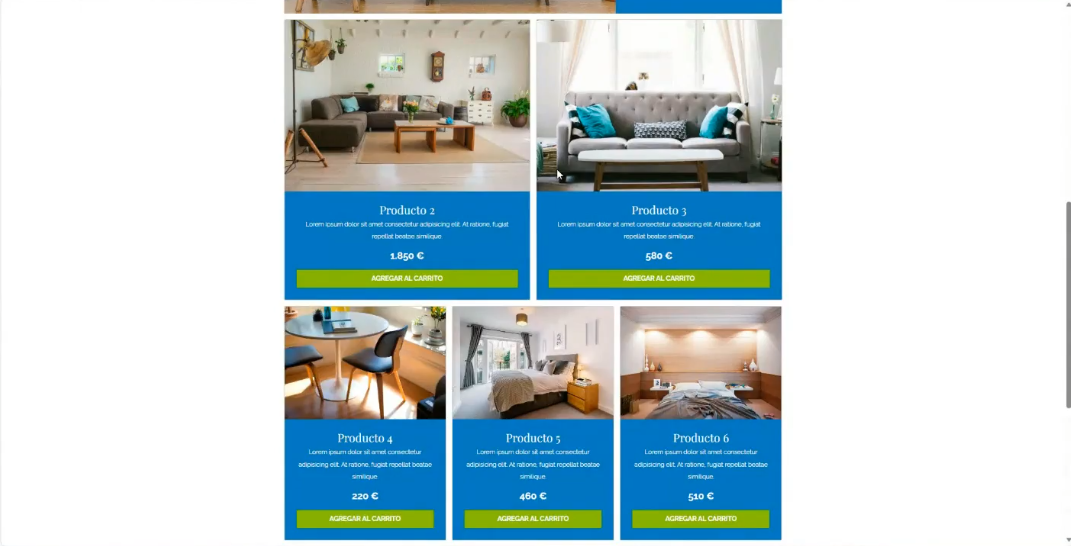 Producto 2
Lorem ipsum dolor sit amet consectetur adipisicing elit. At ratione, fugiat
repellat beatae similique
1.850 €
AGREGAR AL CARRITO
Producto 3
Lorem ipsum dolor sit amet consectetur adipisicing elit. At ratione, fugiat
repellat beatae similique
580 €
AGREGAR AL CARRITO
Producto 4
Lorem ipsum dolor sit amet consectetur
adipisicing elit. At ratione, fugiat repellat beatae
similique
220 €
AGREGAR AL CARRITO
Producto 5
Lorem ipsum dolor sit amet consectetur
adipisicing elit. At ratione, fugiat repellat beatae
similique
460 €
AGREGAR AL CARRITO
Producto 6
Lorem ipsum dolor sit amet consectetur
adipisicing elit. At ratione, fugiat repellat beatae
similique
510 €
AGREGAR AL CARRITO